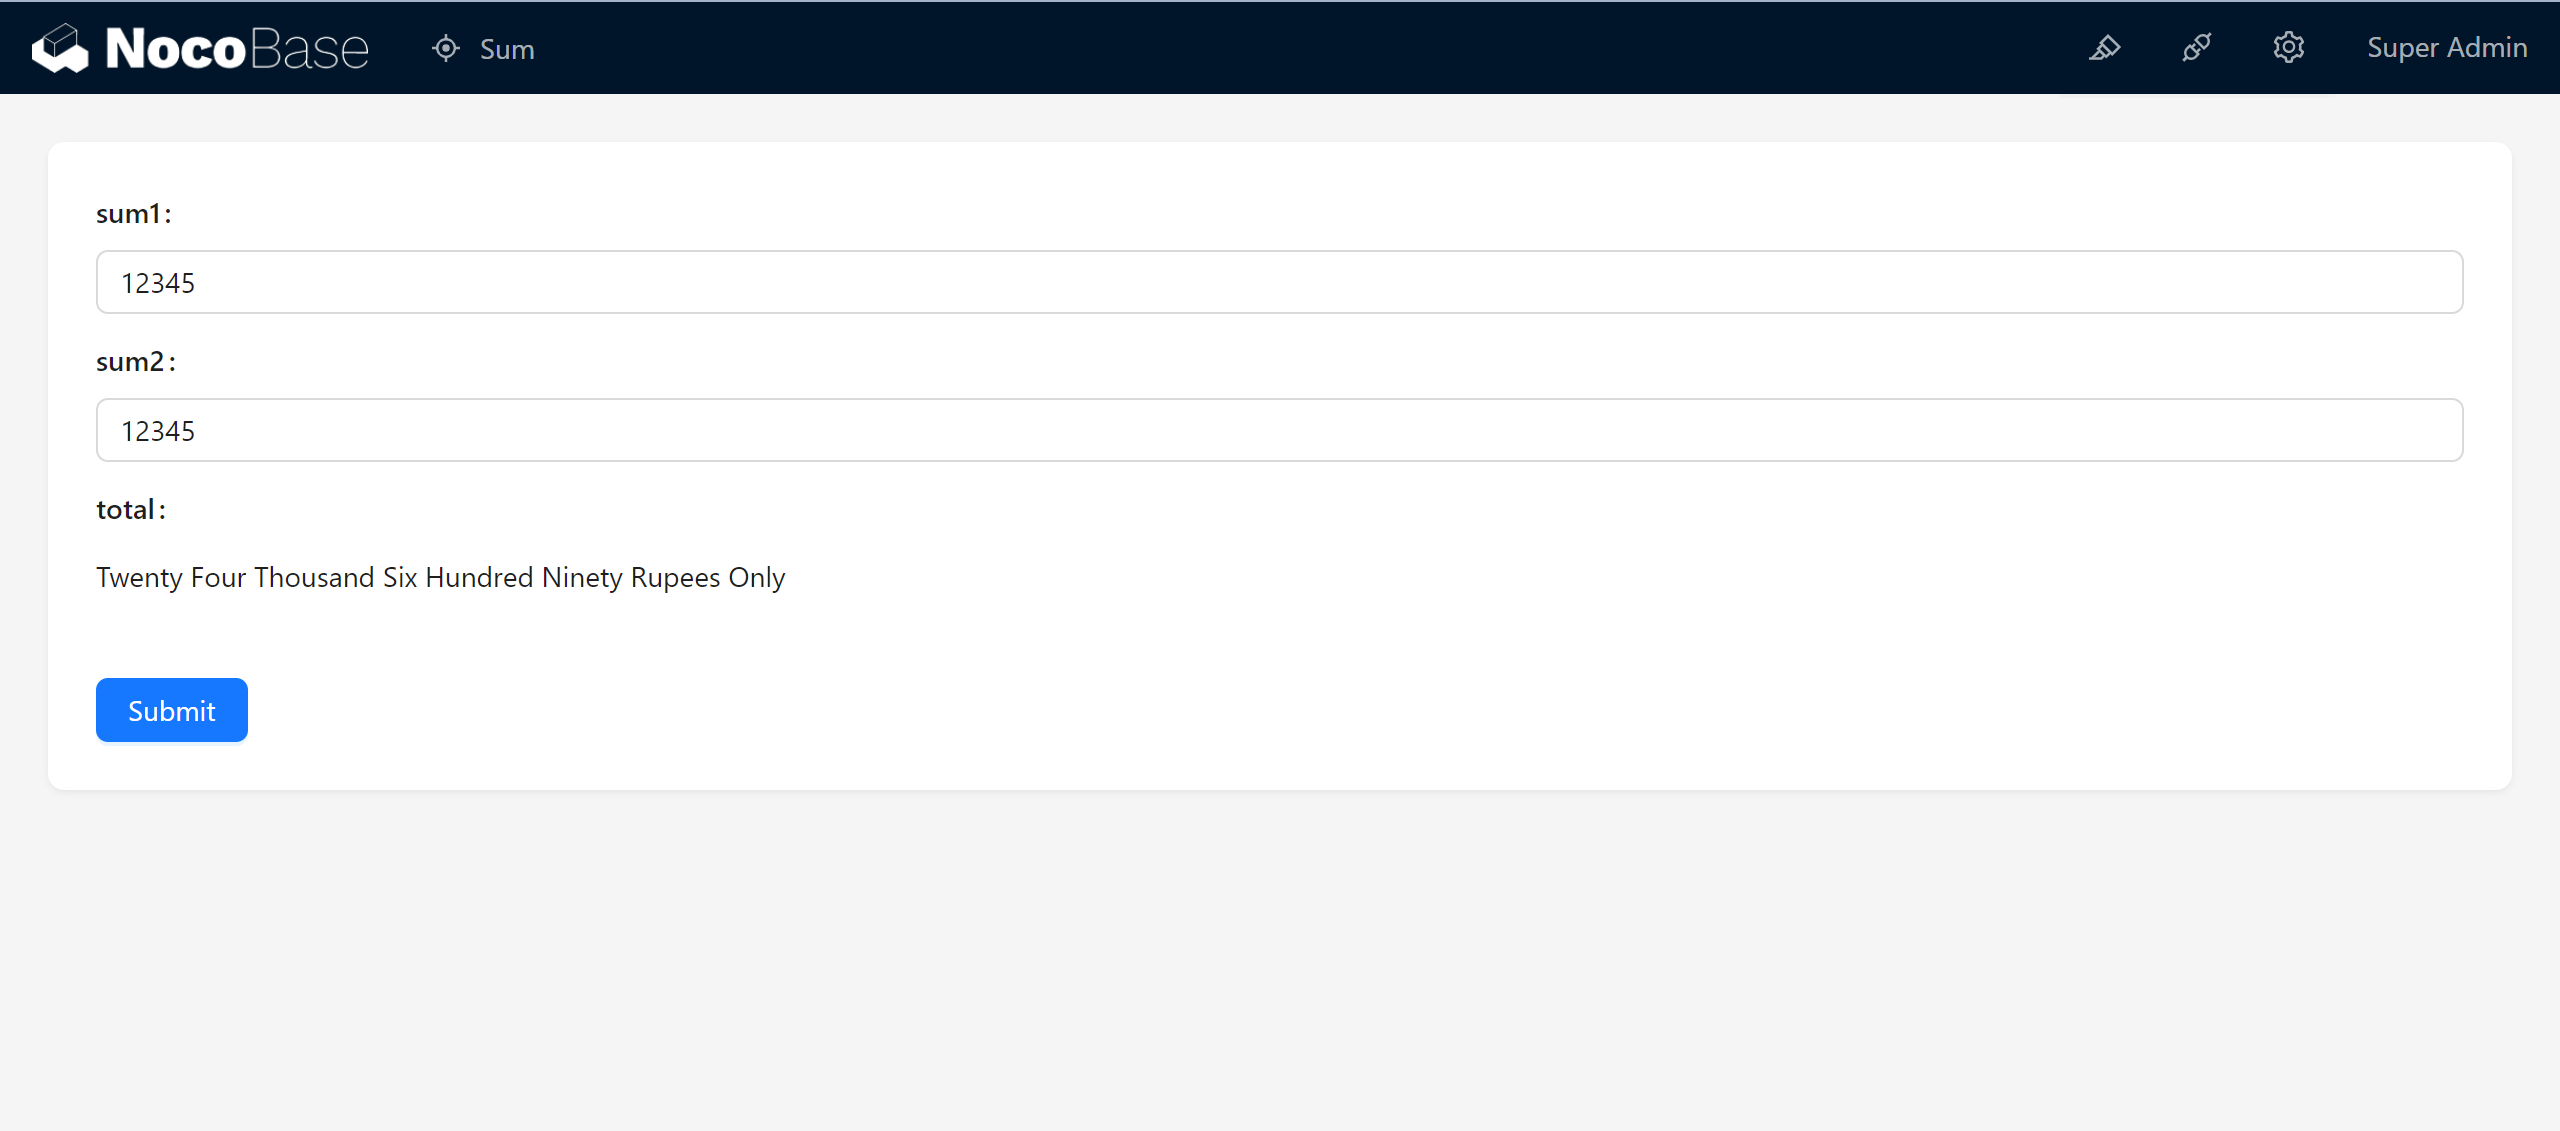 NocoBase Sum Super Admin
sum1:
12345
sum2:
12345
total:
Twenty Four Thousand Six Hundred Ninety Rupees Only
Submit